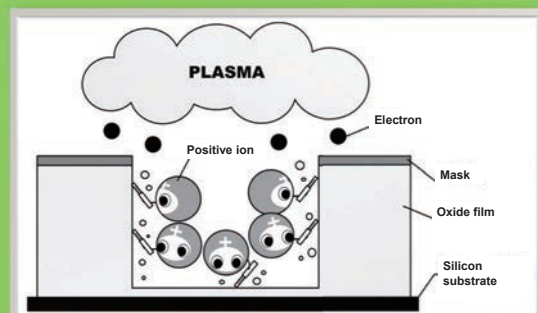 PLASMA
Electron
Positive ion
Mask
Oxide film
Silicon
substrate